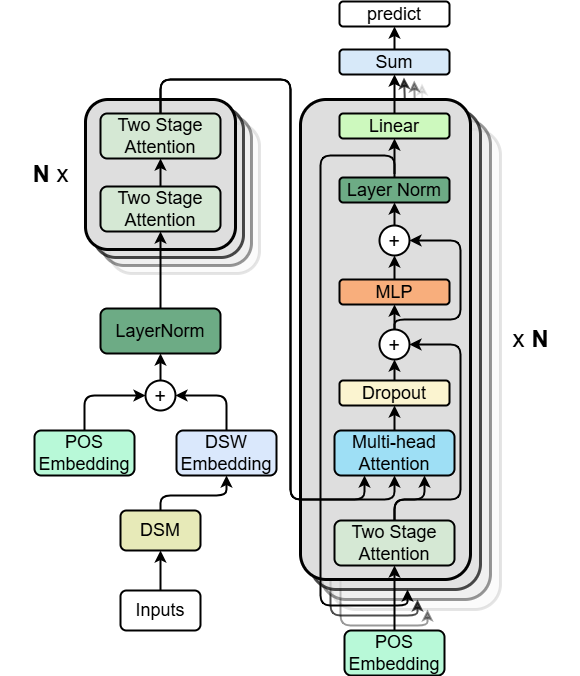 predict
Sum
Linear
Layer Norm
+
MLP
+
Dropout
Multi-head
Attention
Two Stage
Attention
POS
Embedding
x N
N x
Two Stage
Attention
Two Stage
Attention
LayerNorm
+
POS
Embedding
DSW
Embedding
DSM
Inputs